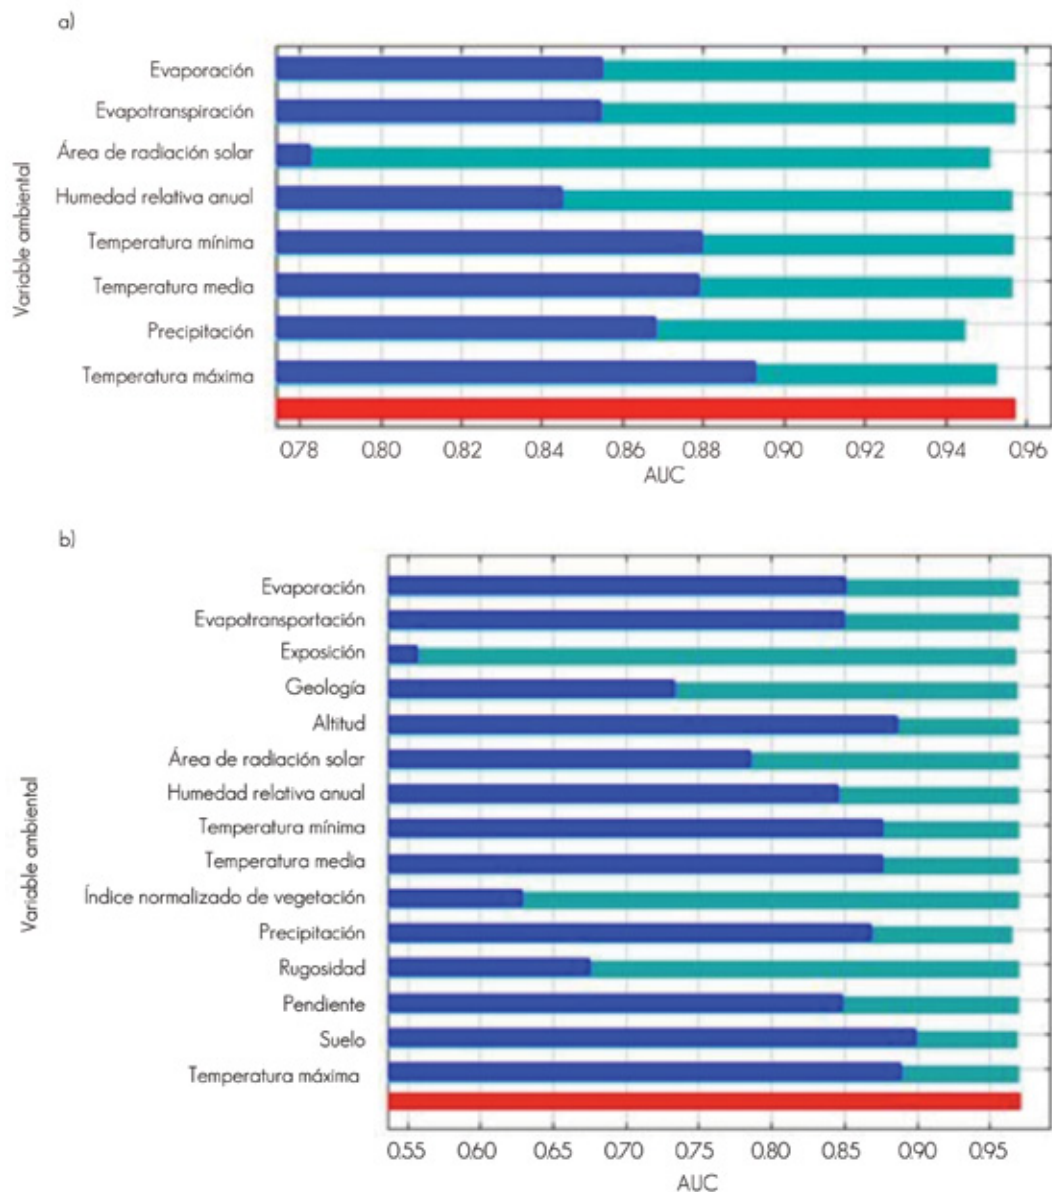 a)
Variable ambiental
Evaporación
Evapotranspiración
Área de radiación solar
Humedad relativa anual
Temperatura mínima
Temperatura media
Precipitación
Temperatura máxima
0.78 0.80 0.82 0.84 0.86 0.88 0.90 0.92 0.94 0.96
AUC
b)
Variable ambiental
Evaporación
Evapotransportación
Exposición
Geología
Altitud
Área de radiación solar
Humedad relativa anual
Temperatura mínima
Temperatura media
Índice normalizado de vegetación
Precipitación
Rugosidad
Pendiente
Suelo
Temperatura máxima
0.55 0.60 0.65 0.70 0.75 0.80 0.85 0.90 0.95
AUC